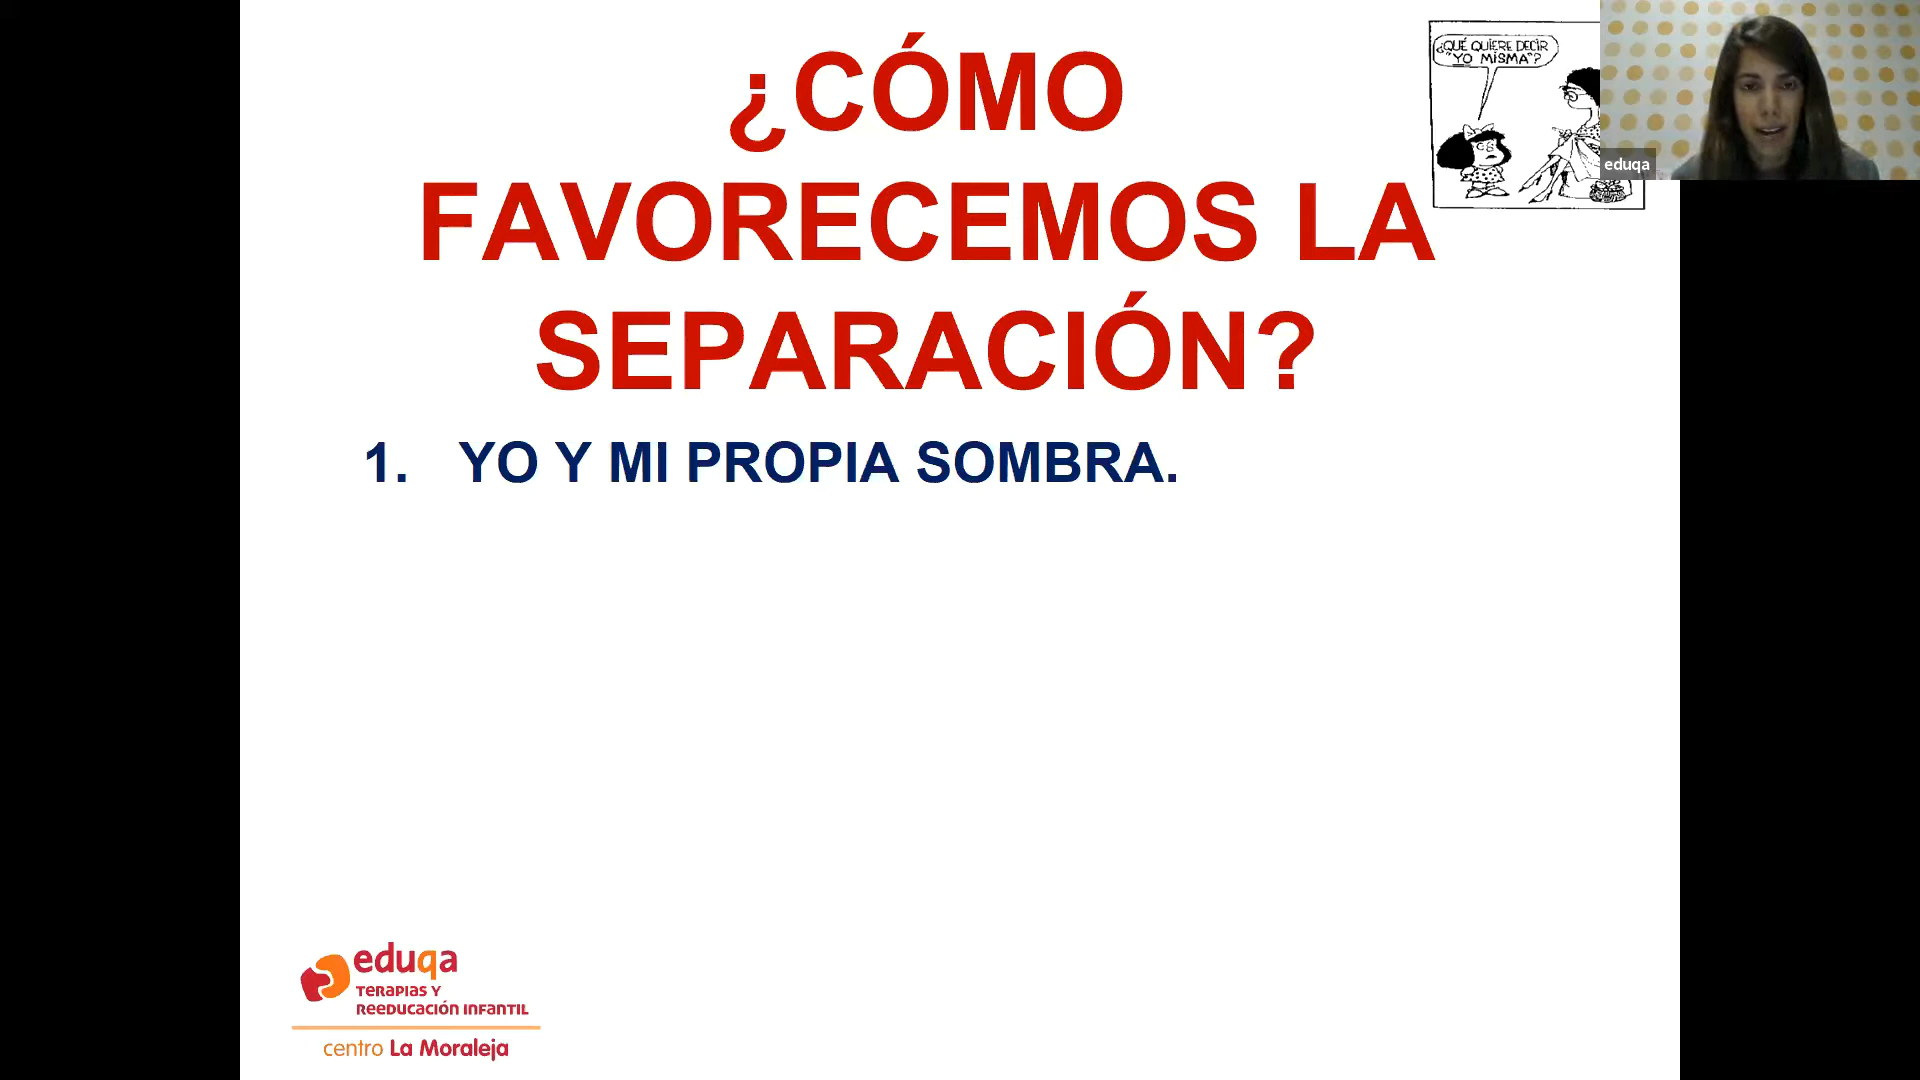 ¿CÓMO
FAVORECEMOS LA
SEPARACIÓN?
¿QUÉ QUIERE DECIR
"YO MISMA"?
eduqa
1. YO Y MI PROPIA SOMBRA.
eduqa
TERAPIAS Y
REEDUCACIÓN INFANTIL
centro La Moraleja